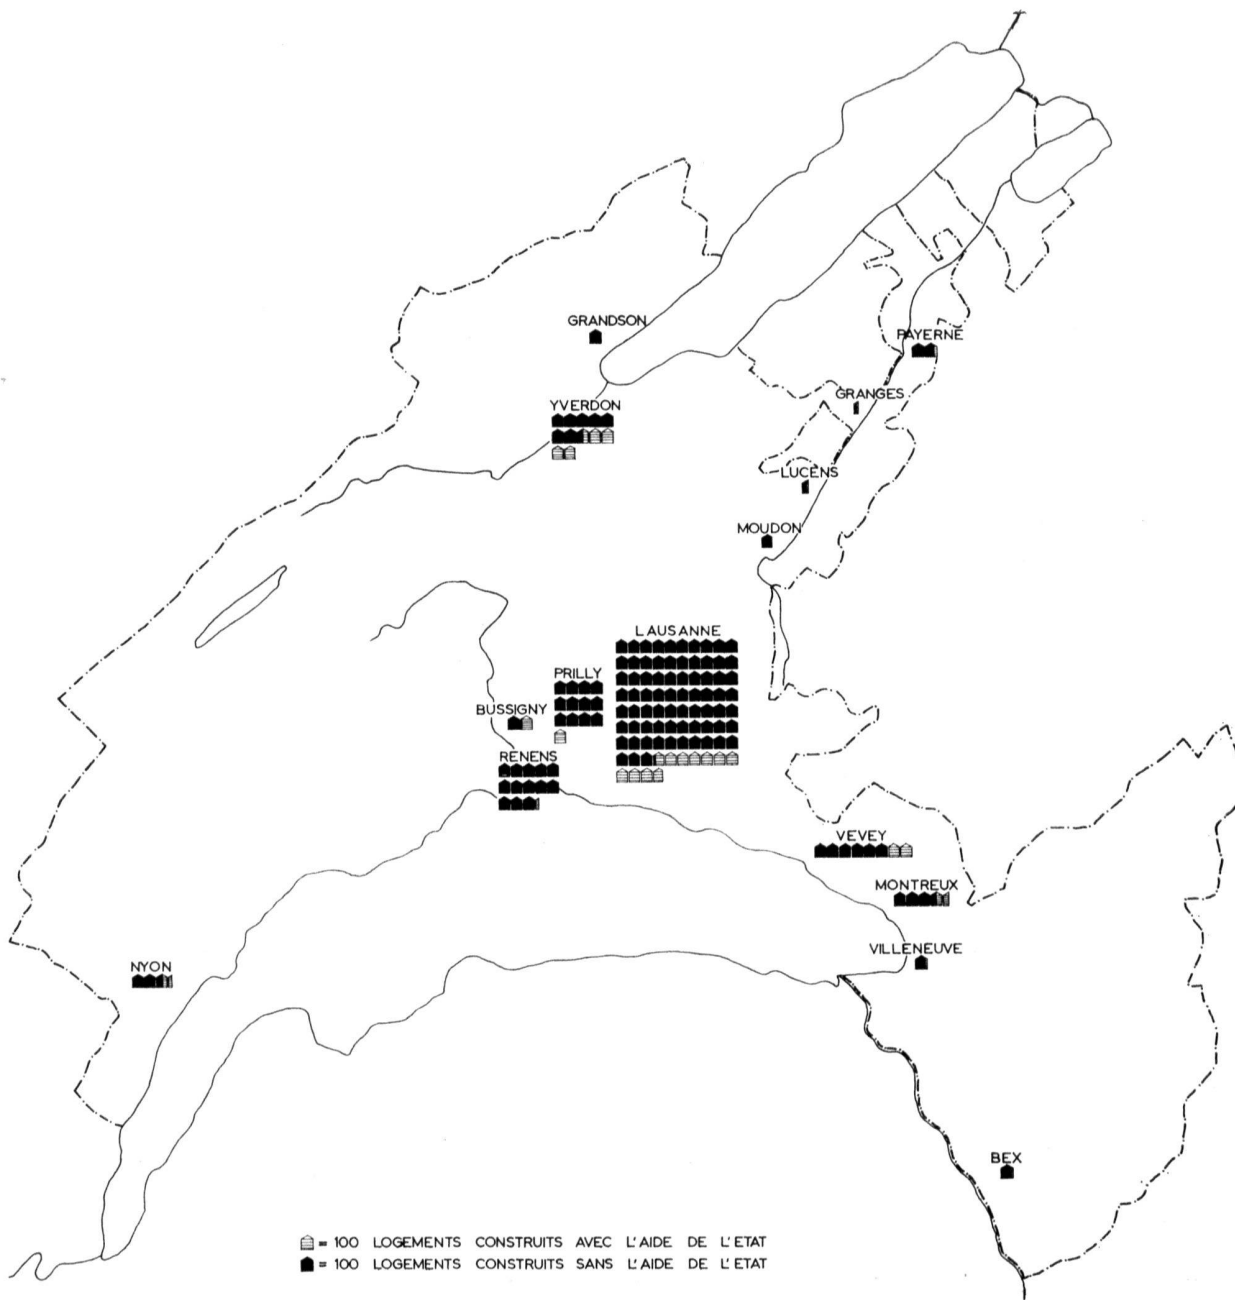 GRANDSON
PAYERNE
GRANGES
YVERDON
LUCENS
MOUDON
LAUSANNE
PRILLY
BUSSIGNY
RENENS
VEVEY
MONTREUX
VILLENEUVE
NYON
BEX
= 100 LOGEMENTS CONSTRUITS AVEC L'AIDE DE L'ETAT
= 100 LOGEMENTS CONSTRUITS SANS L'AIDE DE L'ETAT